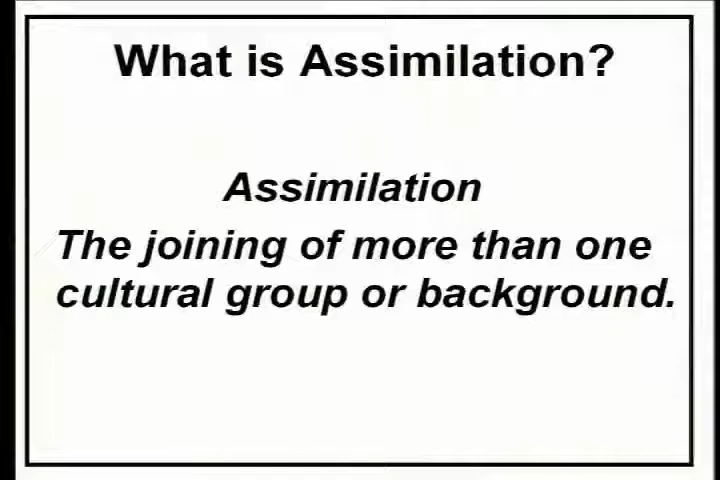 What is Assimilation?
Assimilation
The joining of more than one
cultural group or background.